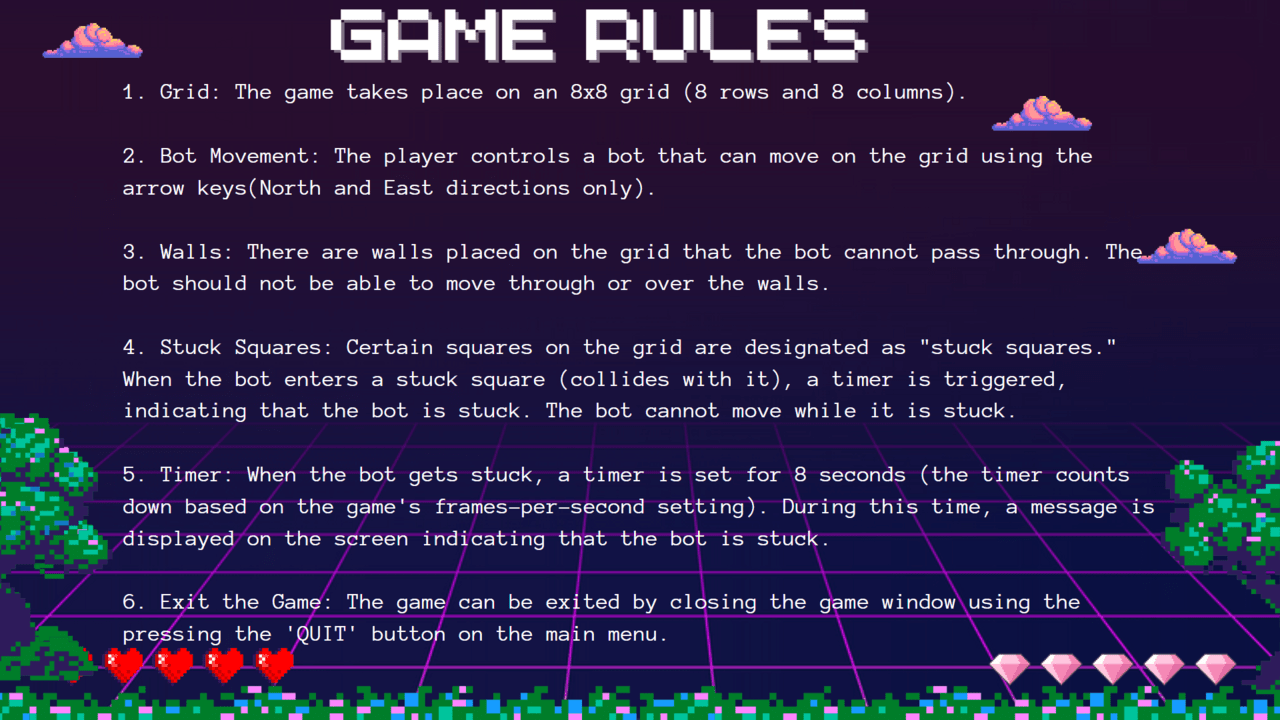 GAME RULES
1. Grid: The game takes place on an 8x8 grid (8 rows and 8 columns).
2. Bot Movement: The player controls a bot that can move on the grid using the
arrow keys(North and East directions only).
3. Walls: There are walls placed on the grid that the bot cannot pass through. The
bot should not be able to move through or over the walls.
4. Stuck Squares: Certain squares on the grid are designated as "stuck squares."
When the bot enters a stuck square (collides with it), a timer is triggered,
indicating that the bot is stuck. The bot cannot move while it is stuck.
5. Timer: When the bot gets stuck, a timer is set for 8 seconds (the timer counts
down based on the game's frames-per-second setting). During this time, a message is
displayed on the screen indicating that the bot is stuck.
6. Exit the Game: The game can be exited by closing the game window using the
pressing the 'QUIT' button on the main menu.